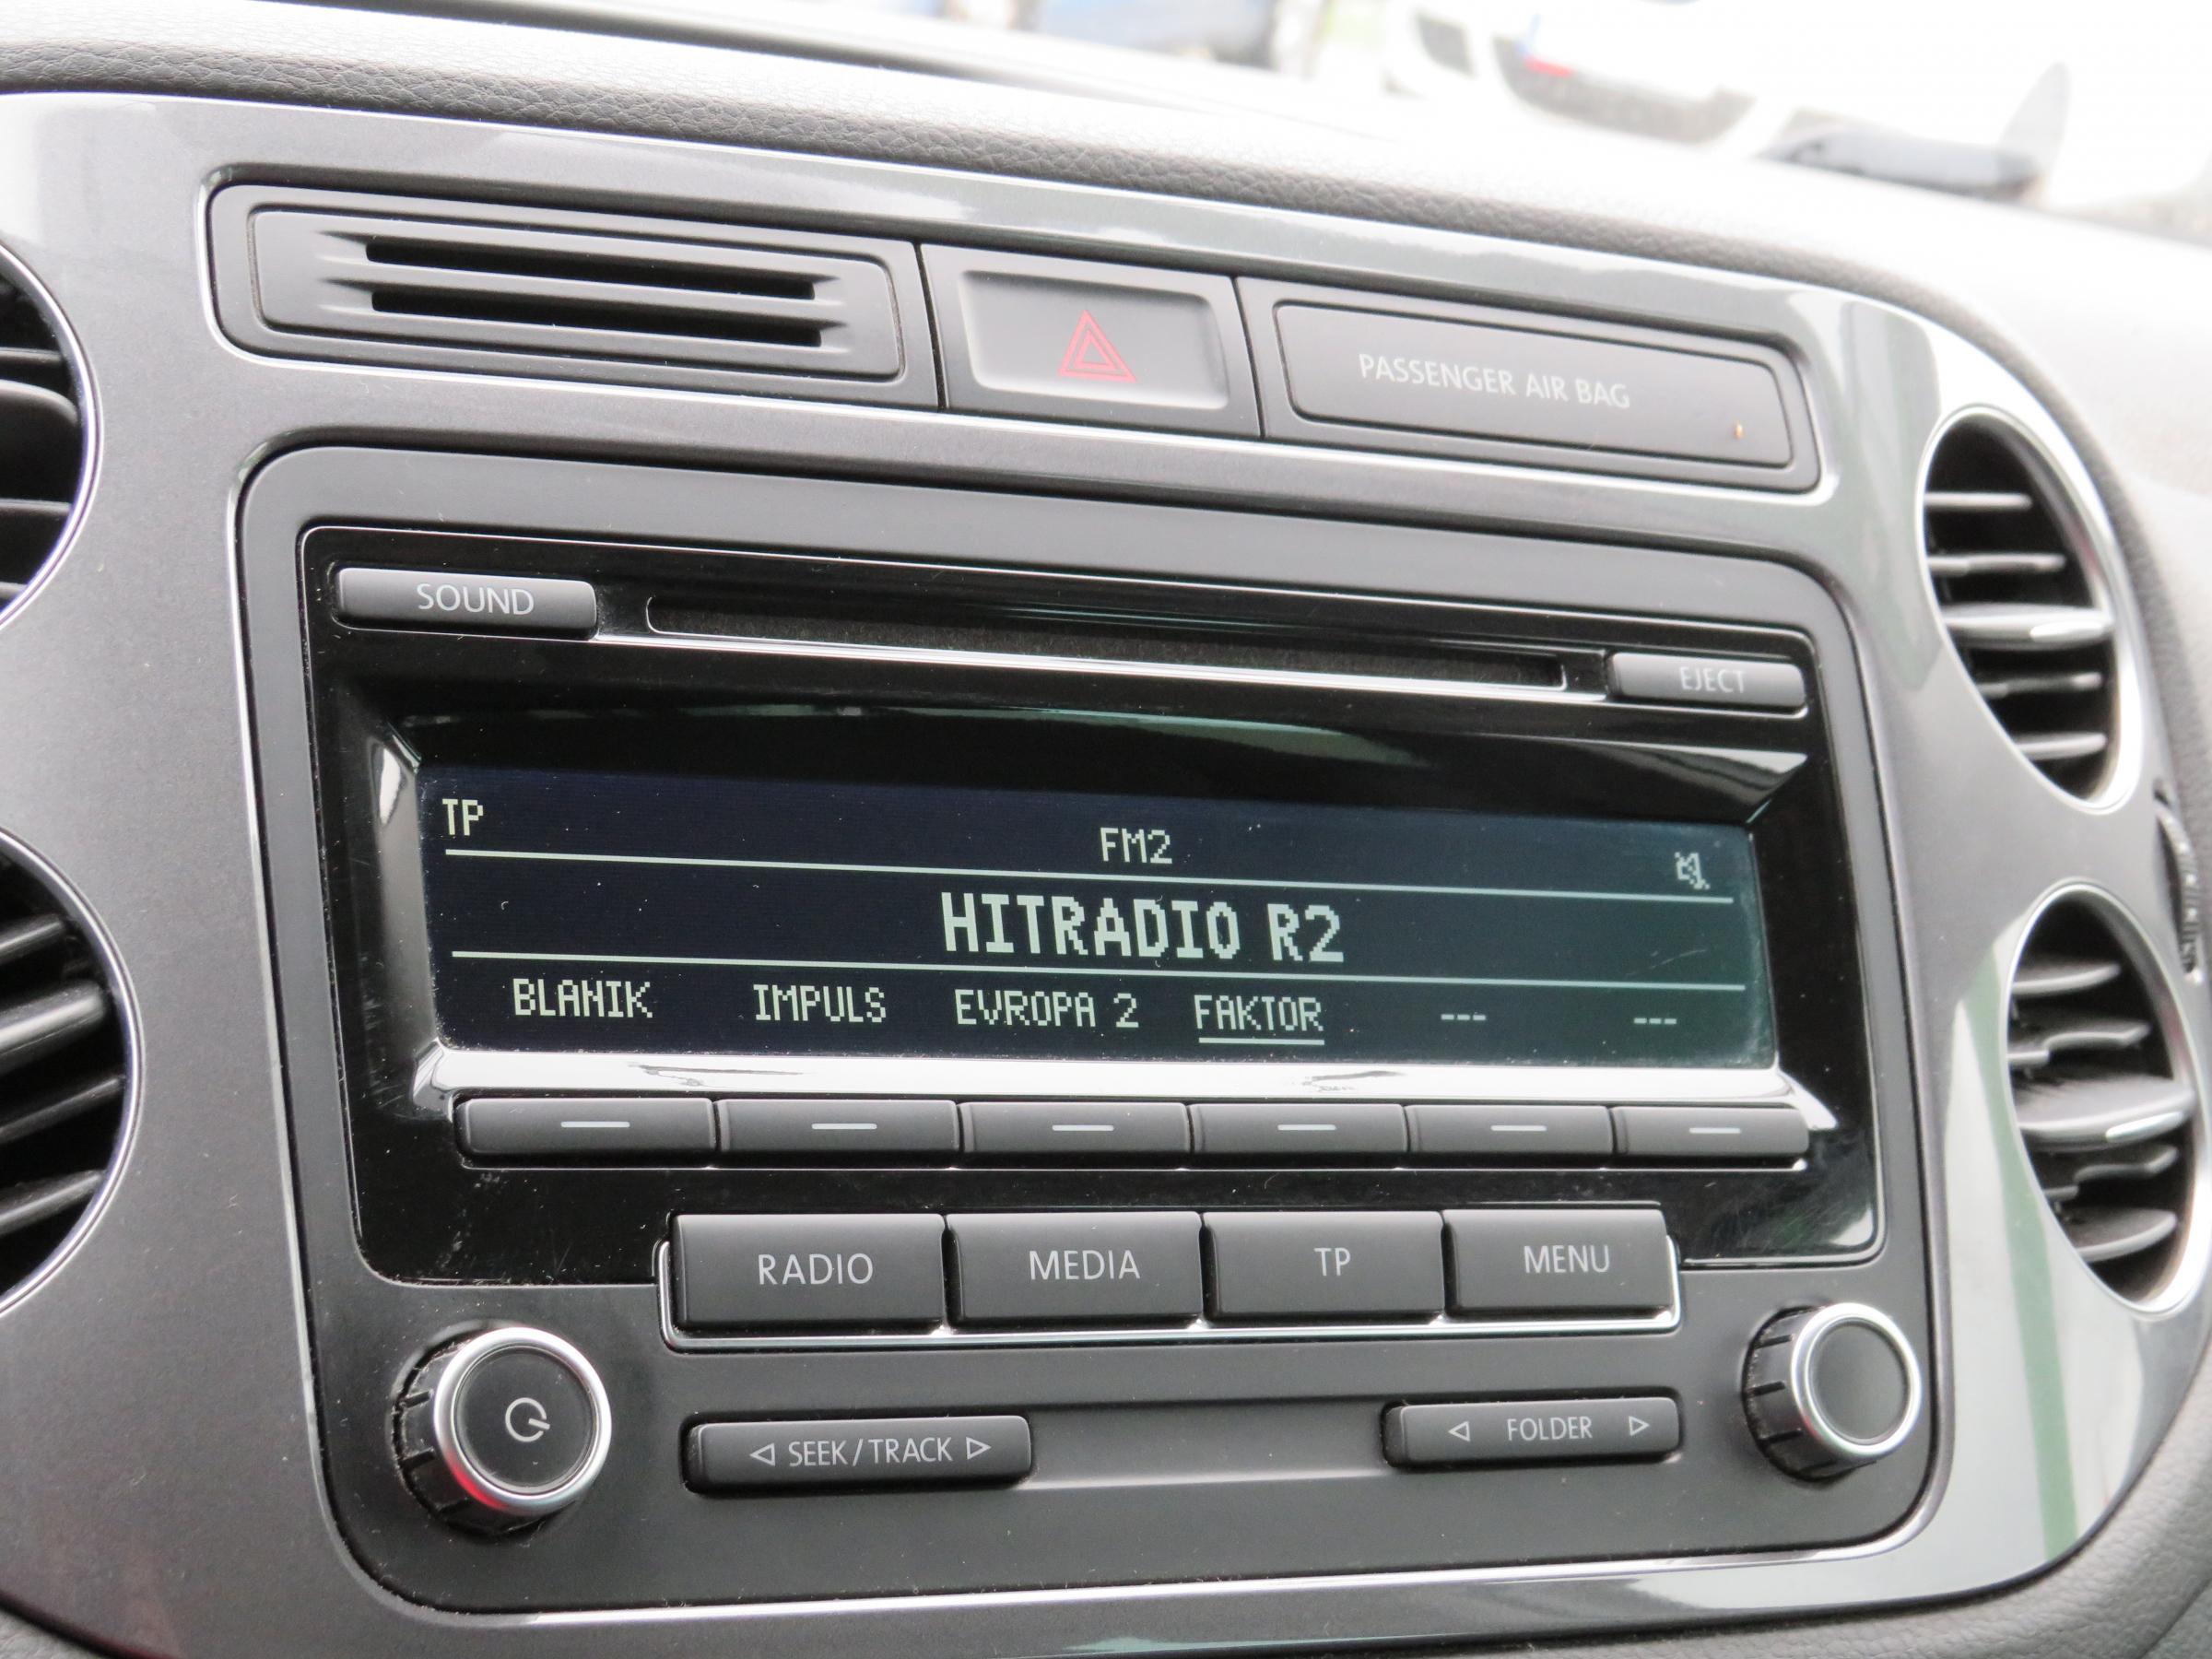 PASSENGER AIR BAG
SOUND
EJECT
TP
FM2
HITRADIO R2
BLANIK IMPULS EVROPA 2 FAKTOR --- ---
RADIO MEDIA TP MENU
SEEK/TRACK
FOLDER